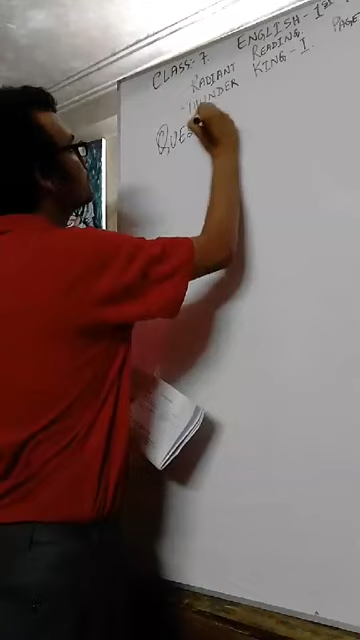 CLASS-7. ENGLISH-1st
RADIANT READING. PAGE
THUNDER KING-I.
QUES